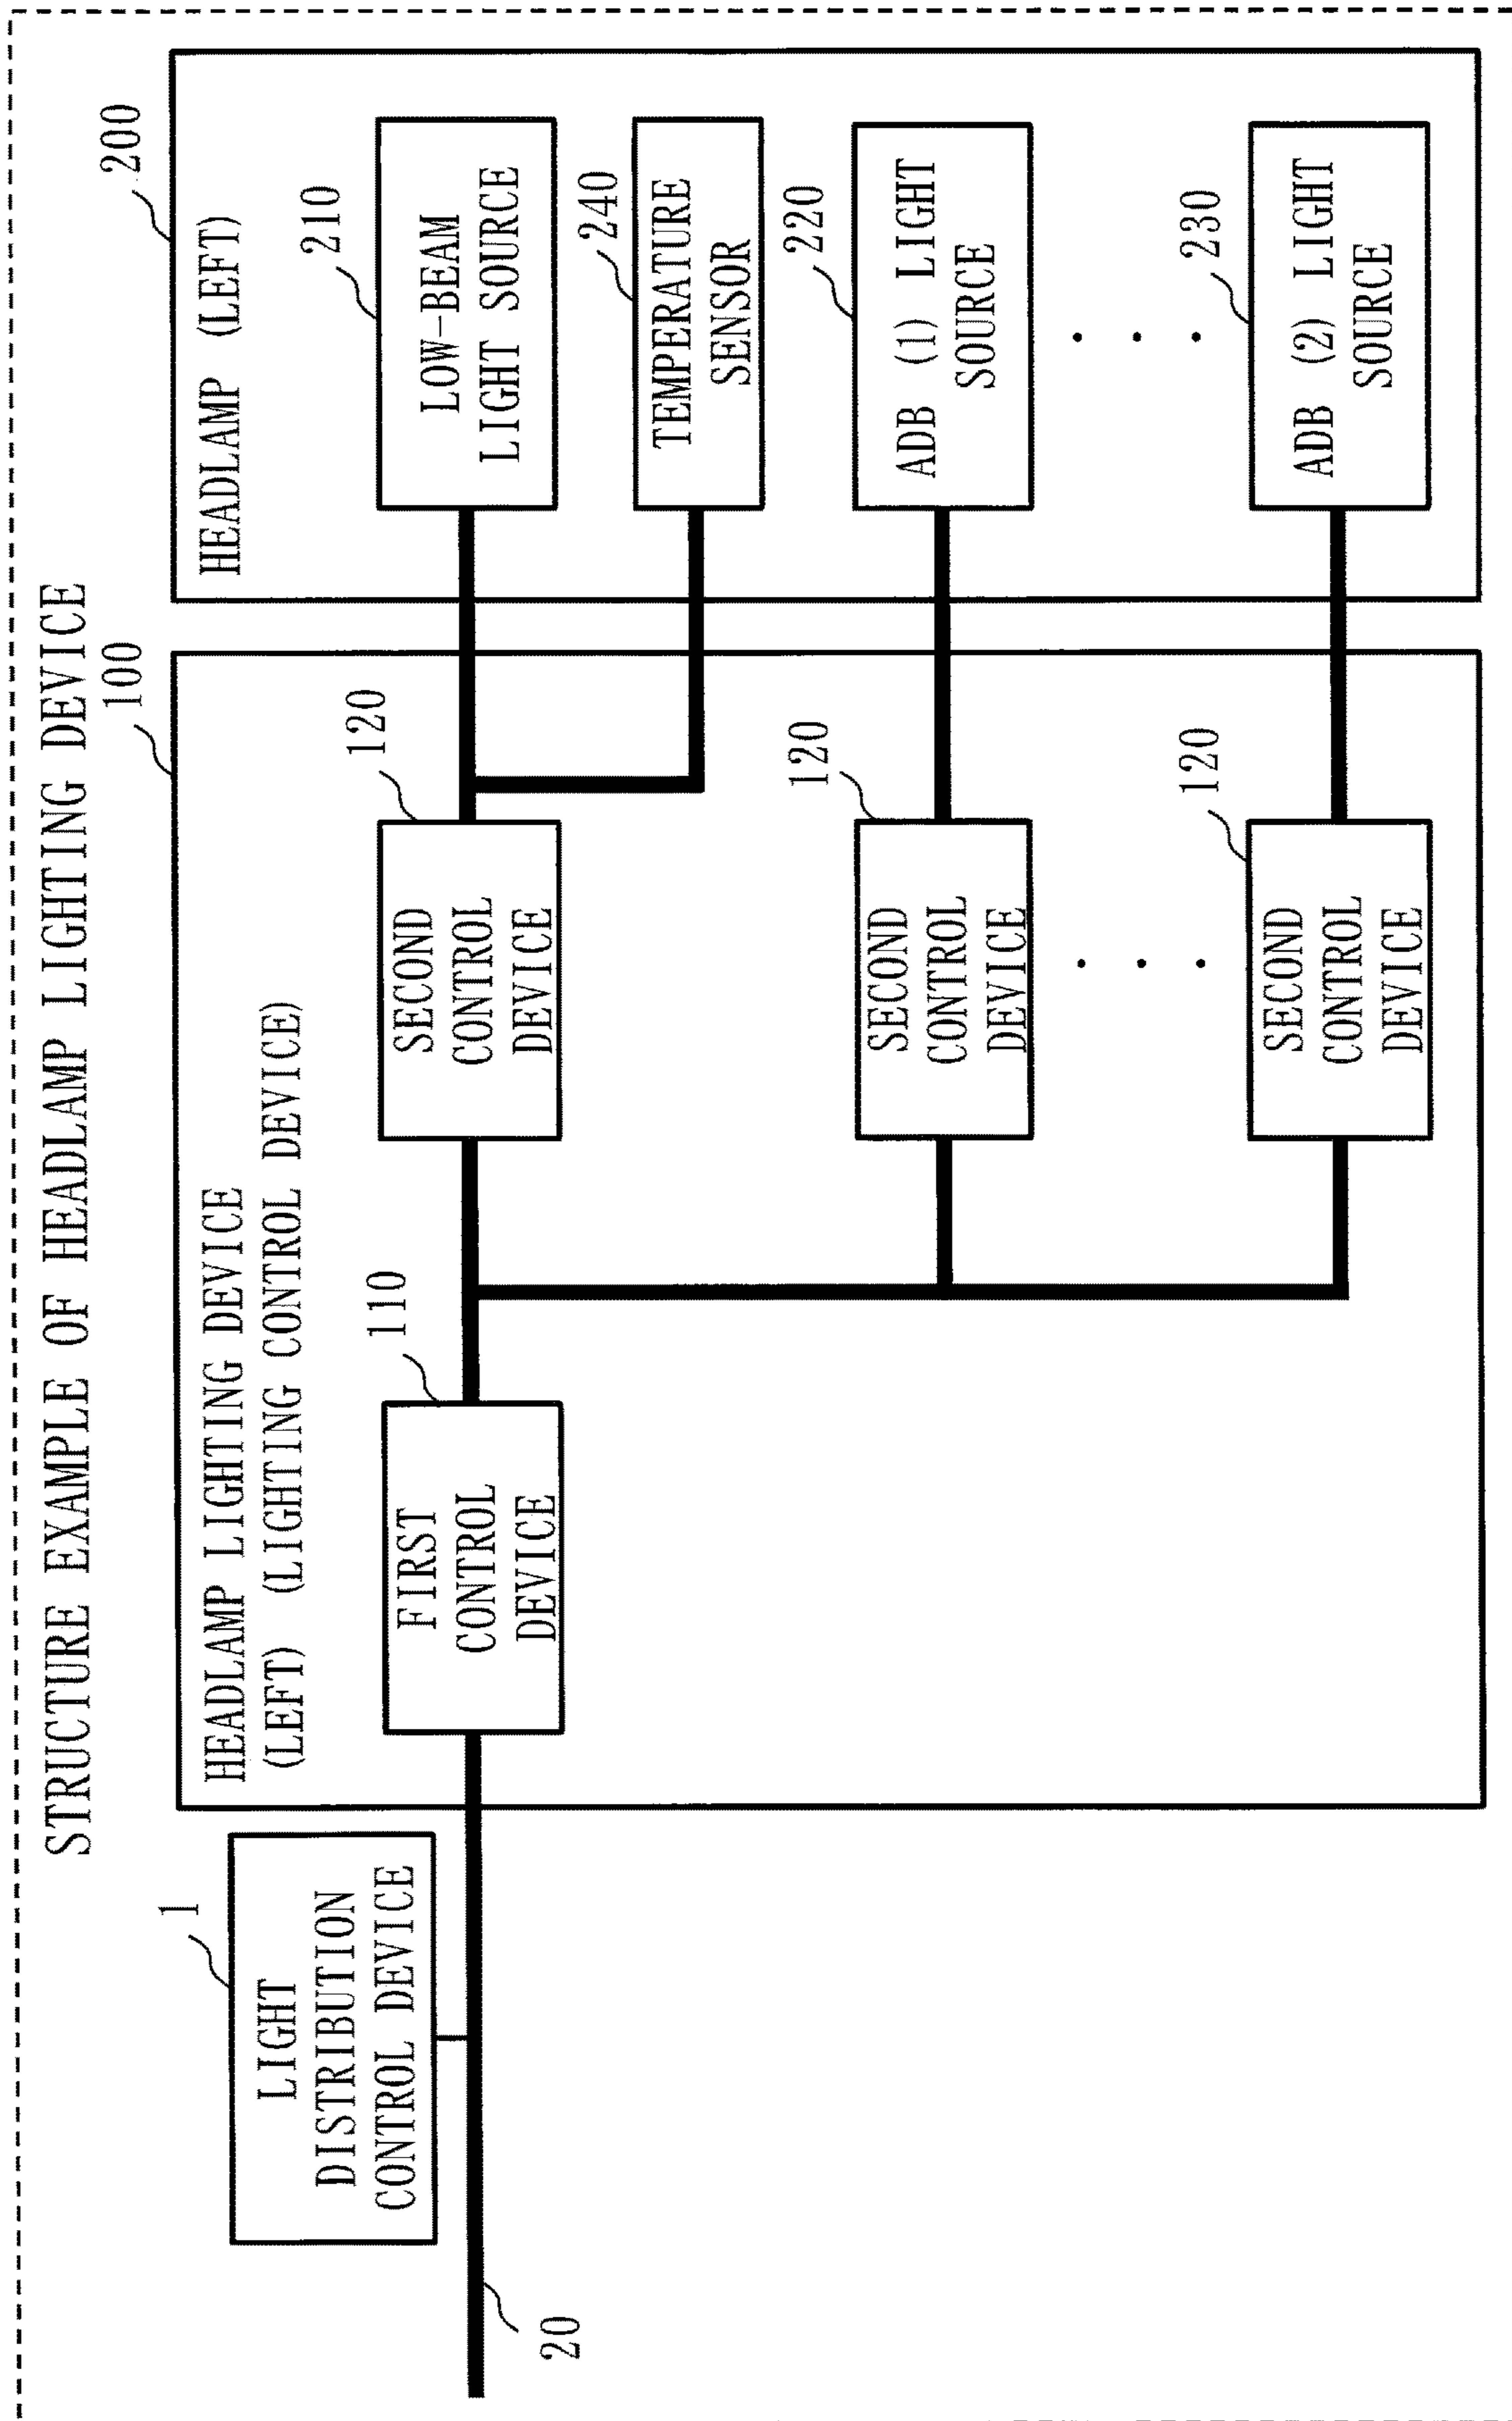 STRUCTURE EXAMPLE OF HEADLAMP LIGHTING DEVICE
1
LIGHT
DISTRIBUTION
CONTROL DEVICE
20
100
HEADLAMP LIGHTING DEVICE
(LEFT) (LIGHTING CONTROL DEVICE)
110
FIRST
CONTROL
DEVICE
120
SECOND
CONTROL
DEVICE
120
SECOND
CONTROL
DEVICE
. . .
120
SECOND
CONTROL
DEVICE
200
HEADLAMP (LEFT)
210
LOW-BEAM
LIGHT SOURCE
240
TEMPERATURE
SENSOR
220
ADB (1) LIGHT
SOURCE
. . .
230
ADB (2) LIGHT
SOURCE